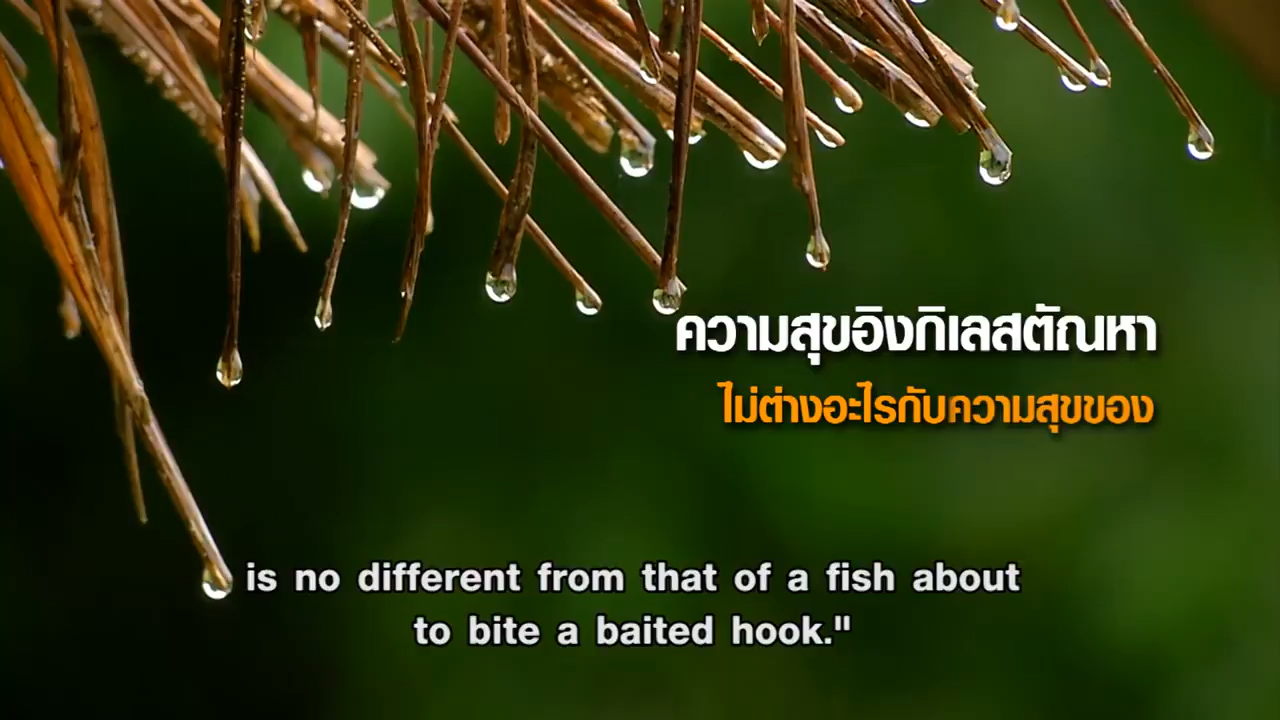 ความสุขอิงกิเลสตัณหา
ไม่ต่างอะไรกับความสุขของ
is no different from that of a fish about
to bite a baited hook."